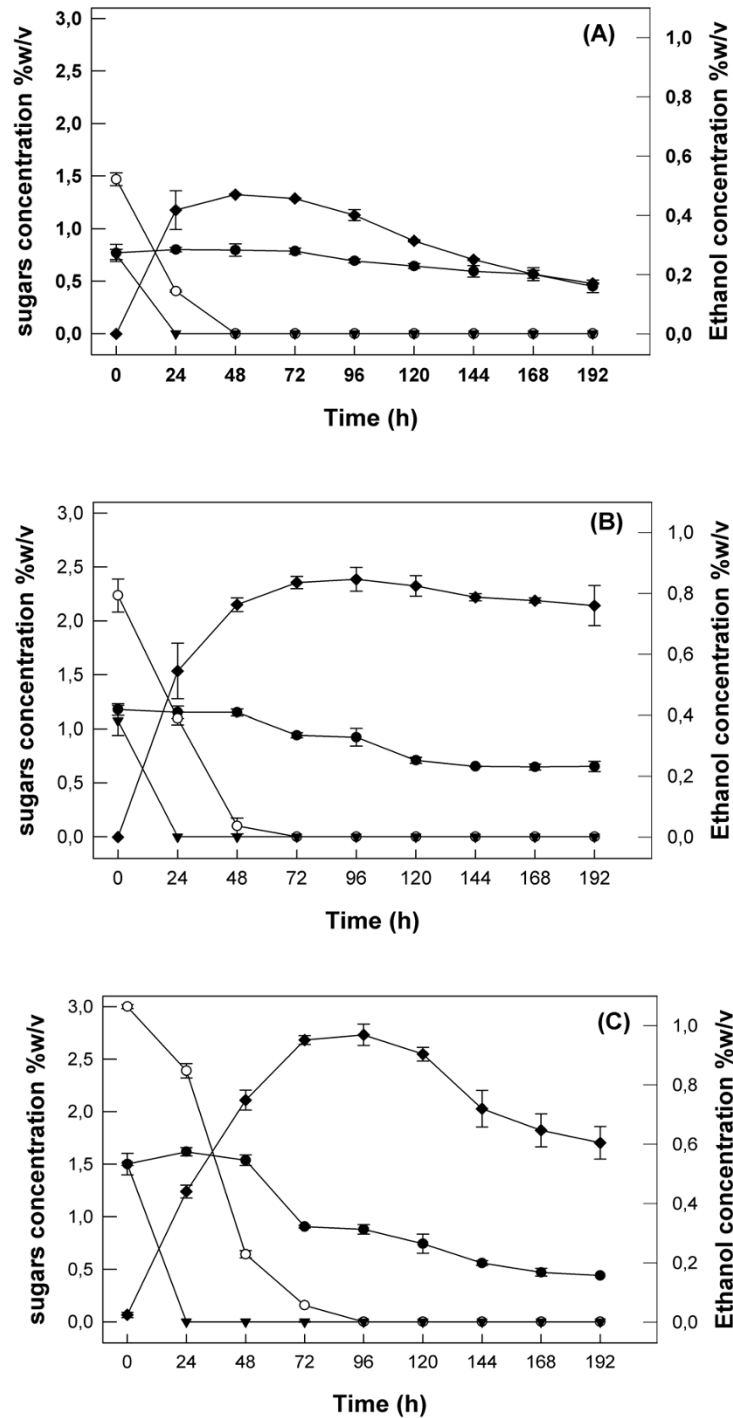 (A)
sugars concentration %w/v
3,0
2,5
2,0
1,5
1,0
0,5
0,0
1,0
0,8
0,6
0,4
0,2
0,0
Ethanol concentration %w/v
0 24 48 72 96 120 144 168 192
Time (h)
(B)
sugars concentration %w/v
3,0
2,5
2,0
1,5
1,0
0,5
0,0
1,0
0,8
0,6
0,4
0,2
0,0
Ethanol concentration %w/v
0 24 48 72 96 120 144 168 192
Time (h)
(C)
sugars concentration %w/v
3,0
2,5
2,0
1,5
1,0
0,5
0,0
1,0
0,8
0,6
0,4
0,2
0,0
Ethanol concentration %w/v
0 24 48 72 96 120 144 168 192
Time (h)